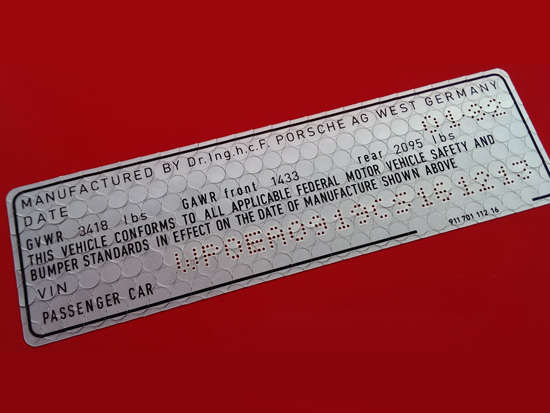 MANUFACTURED BY Dr.Ing.h.c.F. PORSCHE AG WEST GERMANY
DATE 01.82
GVWR 3418 lbs GAWR front 1433 rear 2095 lbs
THIS VEHICLE CONFORMS TO ALL APPLICABLE FEDERAL MOTOR VEHICLE SAFETY AND
BUMPER STANDARDS IN EFFECT ON THE DATE OF MANUFACTURE SHOWN ABOVE
VIN WP0EA0913CS161213
PASSENGER CAR
911 701 112 16